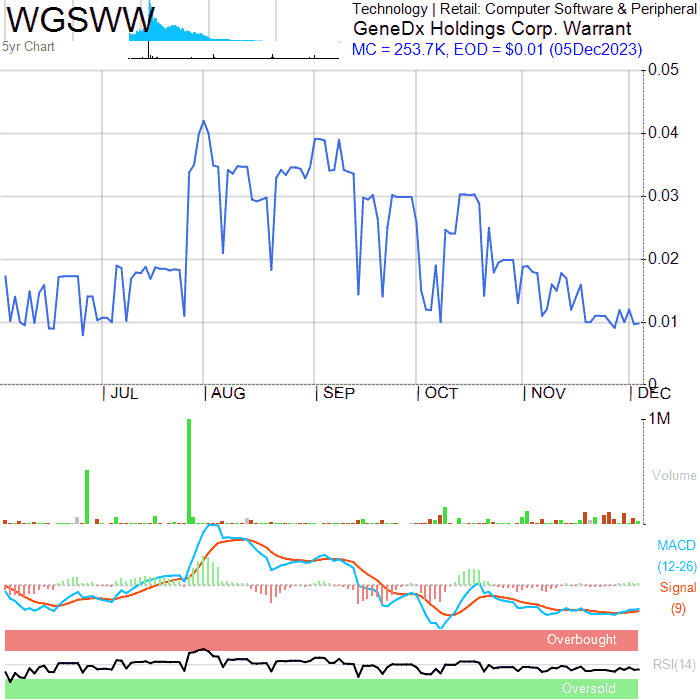 WGSWW
5yr Chart
Technology | Retail: Computer Software & Peripheral
GeneDx Holdings Corp. Warrant
MC = 253.7K, EOD = $0.01 (05Dec2023)
0.05
0.04
0.03
0.02
0.01
0
| JUL | AUG | SEP | OCT | NOV | DEC
1M
Volume
MACD
(12-26)
Signal
(9)
Overbought
RSI(14)
Oversold